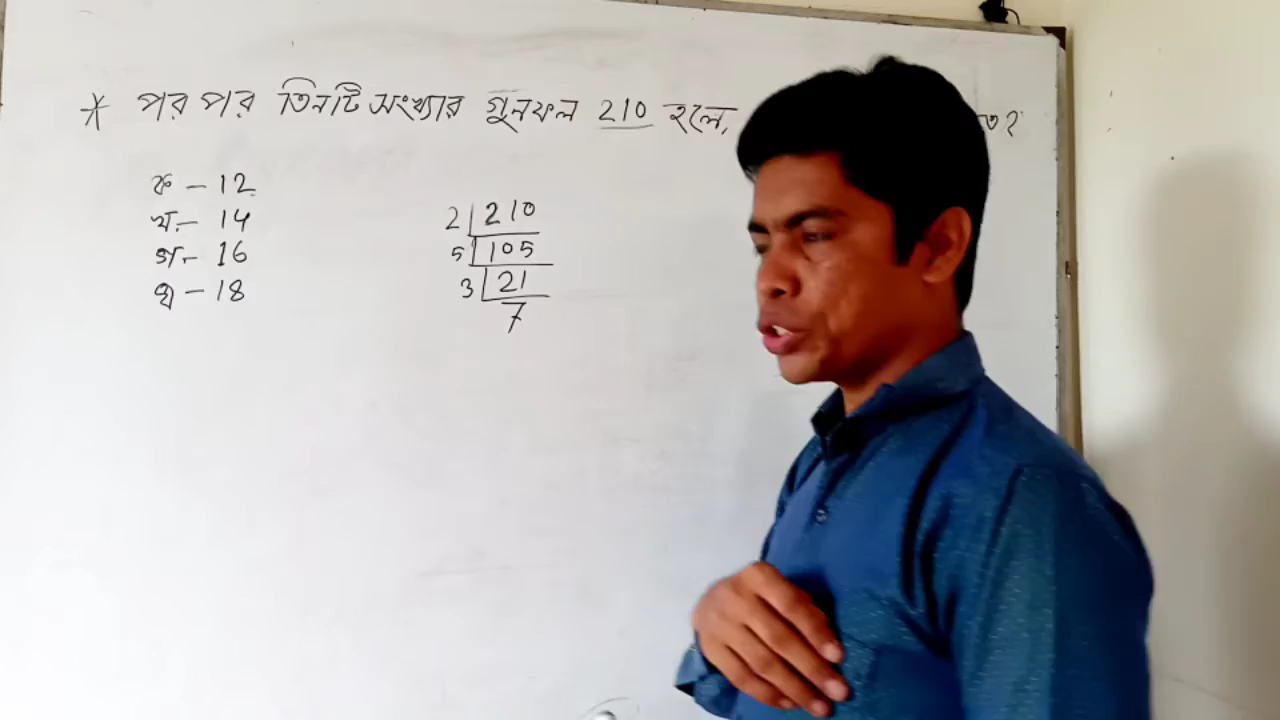 * পর পর তিনটি সংখ্যার গুনফল 210 হলে,
ক - 12
খ - 14
গ - 16
ঘ - 18
2 | 210
5 | 105
3 | 21
7